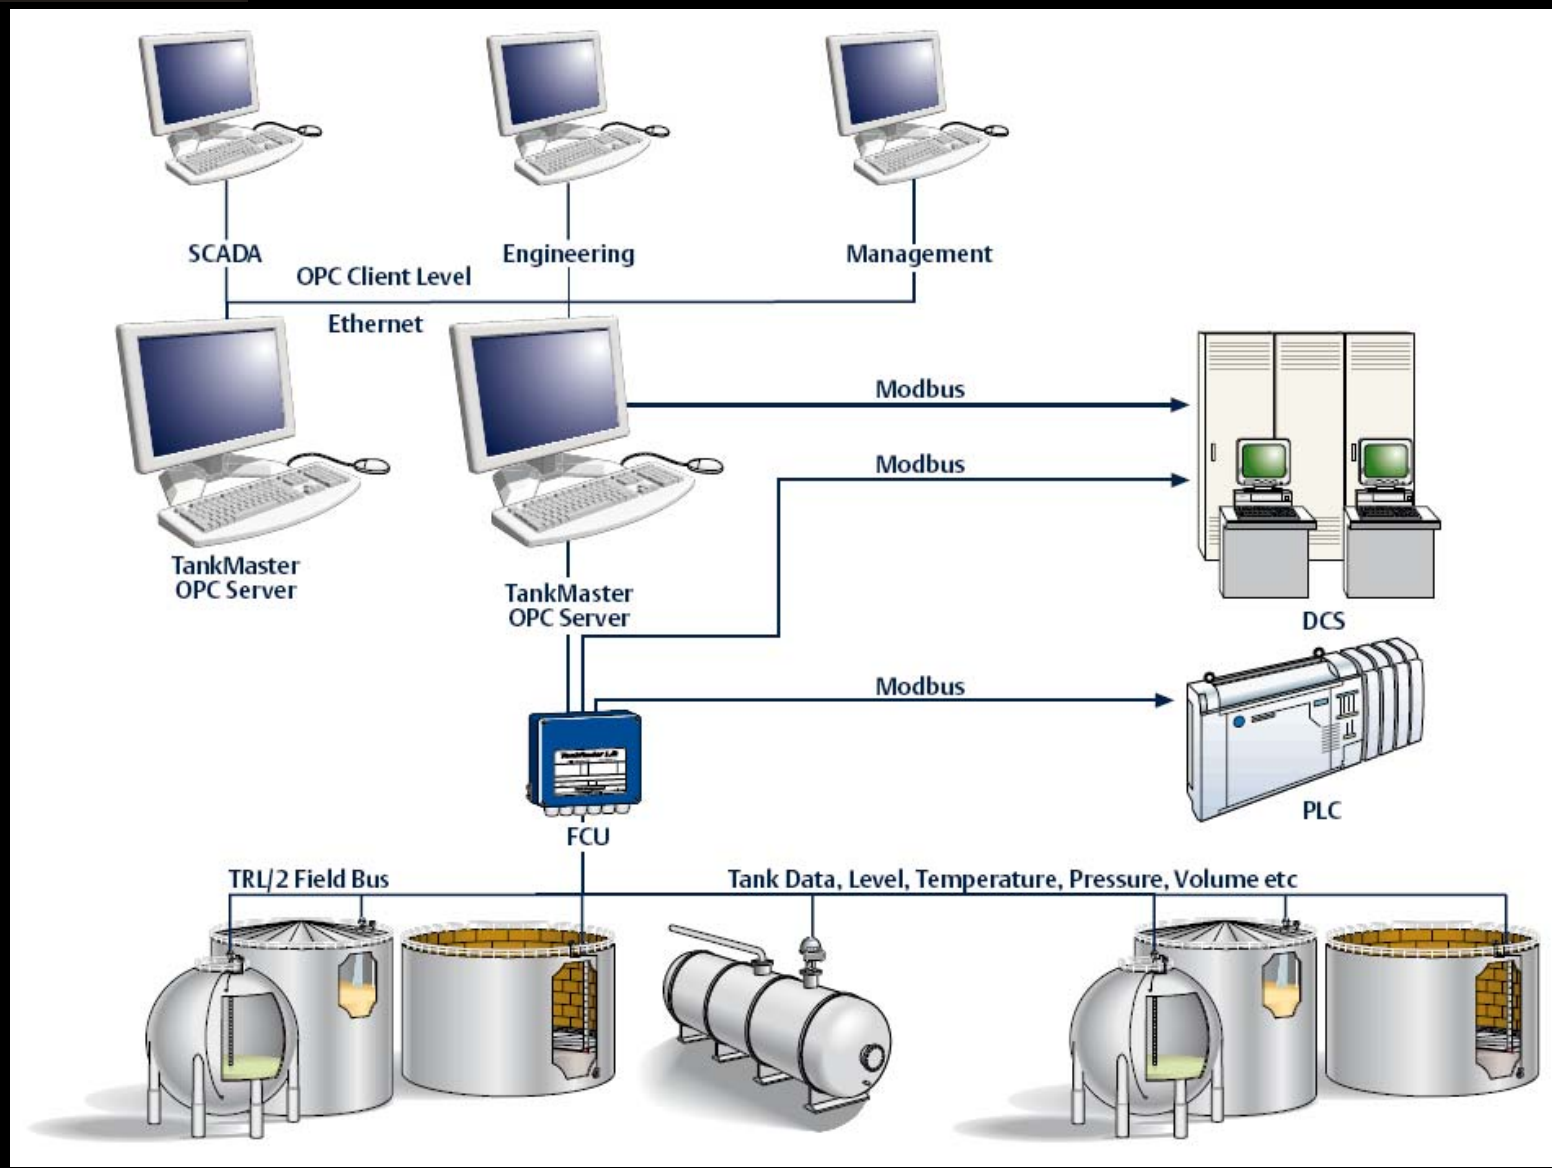 SCADA
Engineering
Management
OPC Client Level
Ethernet
Modbus
Modbus
TankMaster
OPC Server
TankMaster
OPC Server
DCS
Modbus
PLC
FCU
TRL/2 Field Bus
Tank Data, Level, Temperature, Pressure, Volume etc